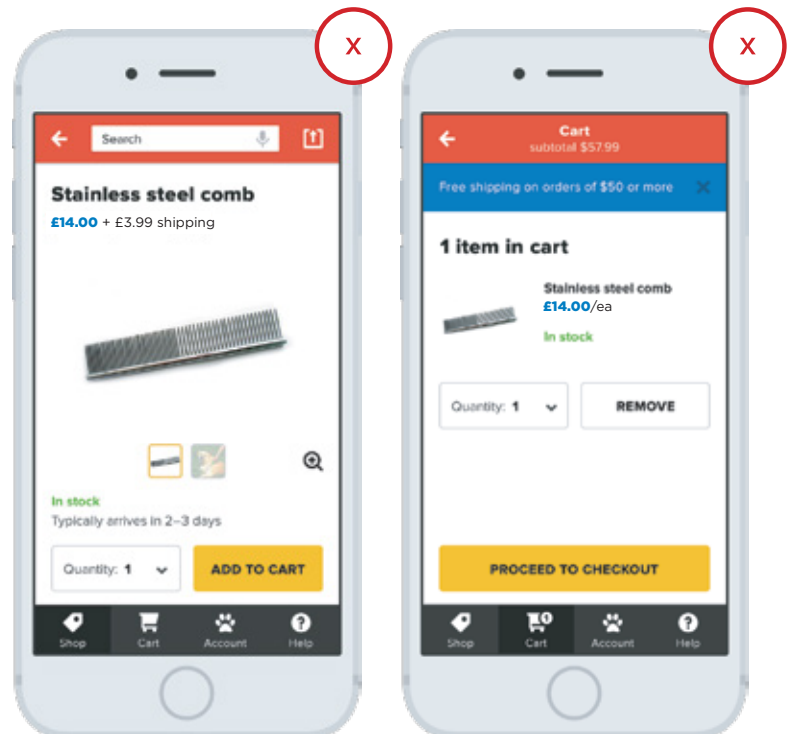 X
Search
Stainless steel comb
£14.00 + £3.99 shipping
In stock
Typically arrives in 2–3 days
Quantity: 1
ADD TO CART
Shop
Cart
Account
Help
X
Cart
subtotal $57.99
Free shipping on orders of $50 or more
1 item in cart
Stainless steel comb
£14.00/ea
In stock
Quantity: 1
REMOVE
PROCEED TO CHECKOUT
Shop
Cart
Account
Help